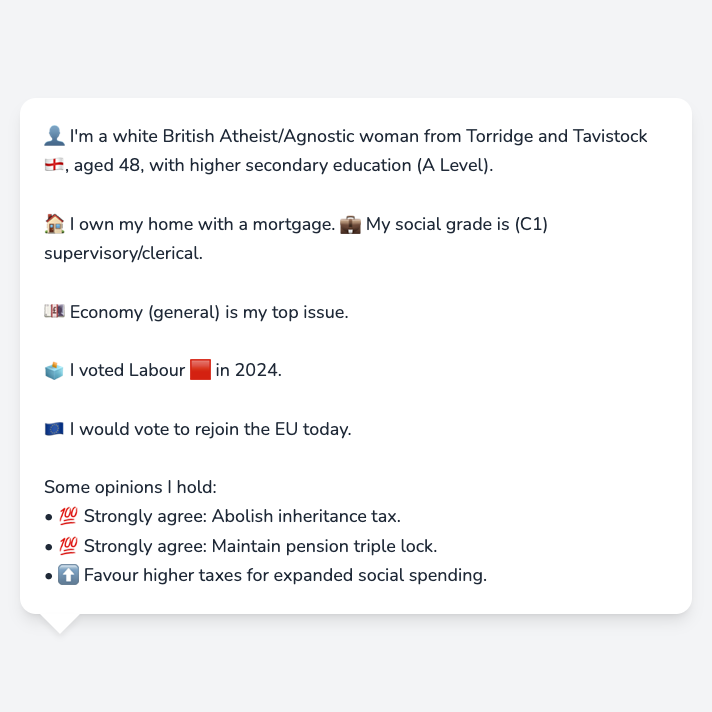 👤 I'm a white British Atheist/Agnostic woman from Torridge and Tavistock
🏴󠁧󠁢󠁥󠁮󠁧󠁿, aged 48, with higher secondary education (A Level).
🏠 I own my home with a mortgage. 💼 My social grade is (C1)
supervisory/clerical.
💷 Economy (general) is my top issue.
🗳️ I voted Labour 🟥 in 2024.
🇪🇺 I would vote to rejoin the EU today.
Some opinions I hold:
• 💯 Strongly agree: Abolish inheritance tax.
• 💯 Strongly agree: Maintain pension triple lock.
• ⬆️ Favour higher taxes for expanded social spending.